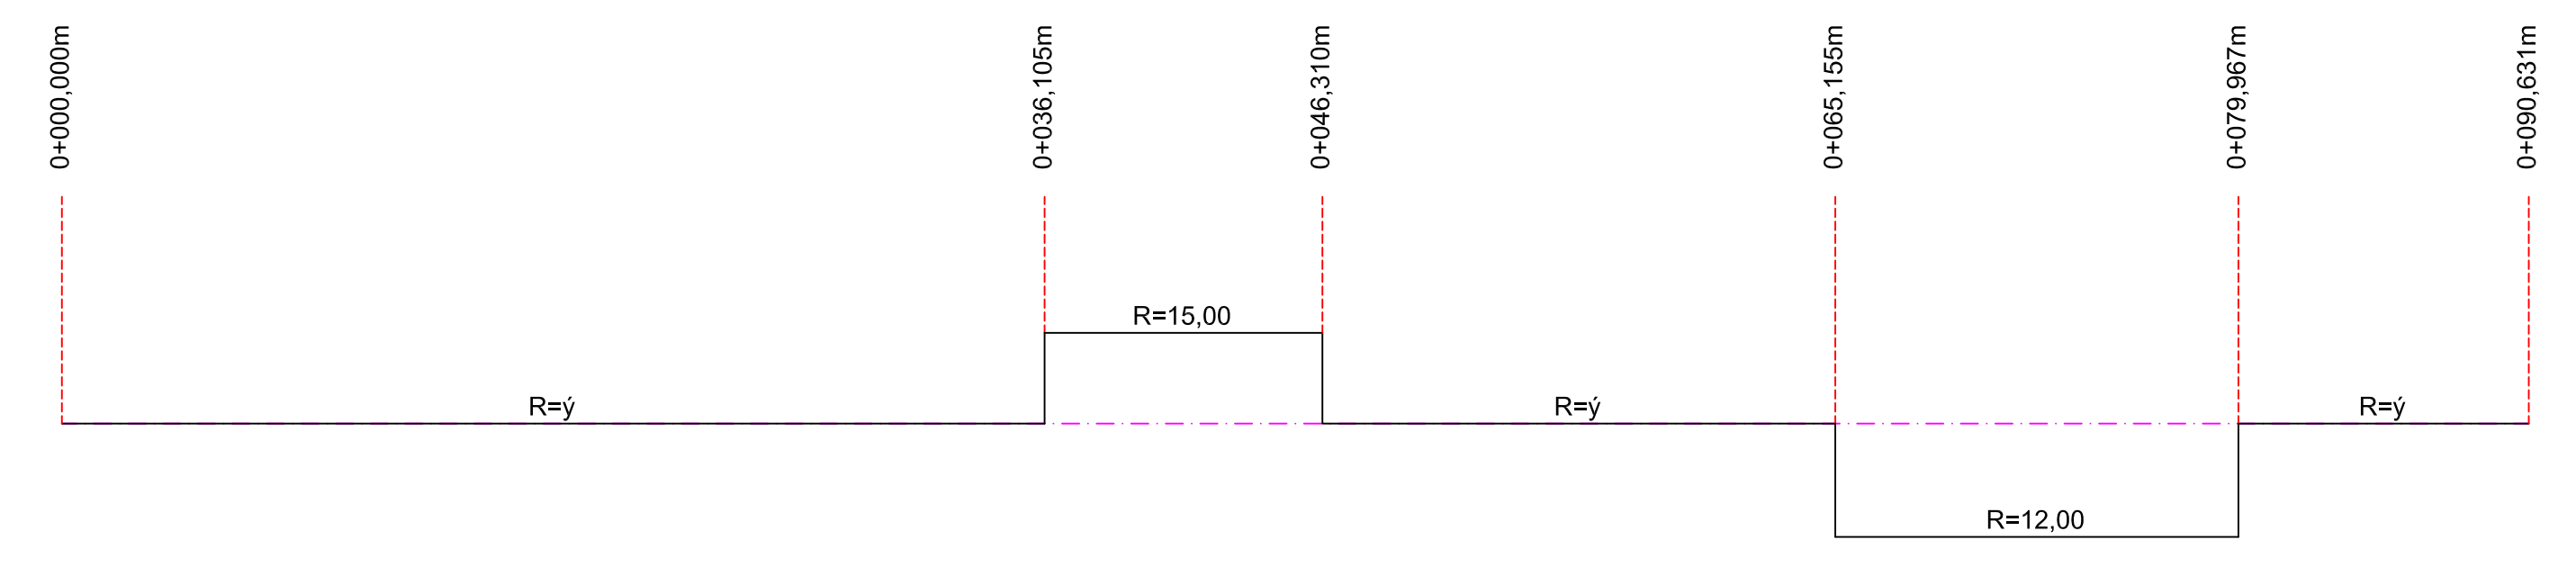 0+000,000m
0+036,105m
0+046,310m
0+065,155m
0+079,967m
0+090,631m
R=15,00
R=ý
R=ý
R=ý
R=12,00